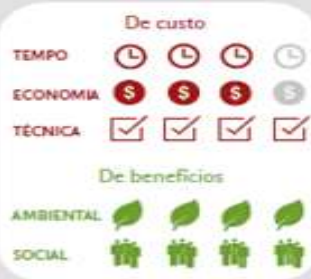 De custo
TEMPO
ECONOMIA
TÉCNICA
De benefícios
AMBIENTAL
SOCIAL